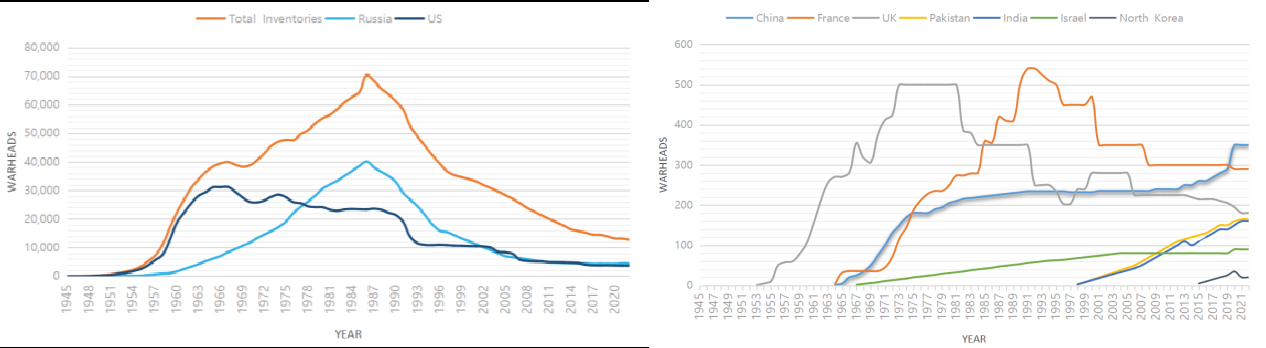 Total Inventories Russia US
80,000
70,000
60,000
50,000
40,000
30,000
20,000
10,000
0
WARHEADS
1945 1948 1951 1954 1957 1960 1963 1966 1969 1972 1975 1978 1981 1984 1987 1990 1993 1996 1999 2002 2005 2008 2011 2014 2017 2020
YEAR
China France UK Pakistan India Israel North Korea
600
500
400
300
200
100
0
WARHEADS
1945 1947 1949 1951 1953 1955 1957 1959 1961 1963 1965 1967 1969 1971 1973 1975 1977 1979 1981 1983 1985 1987 1989 1991 1993 1995 1997 1999 2001 2003 2005 2007 2009 2011 2013 2015 2017 2019 2021
YEAR